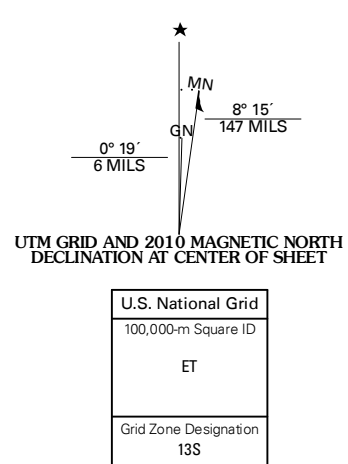 ★
MN
8° 15´
147 MILS
GN
0° 19´
6 MILS
UTM GRID AND 2010 MAGNETIC NORTH
DECLINATION AT CENTER OF SHEET
U.S. National Grid
100,000-m Square ID
ET
Grid Zone Designation
13S